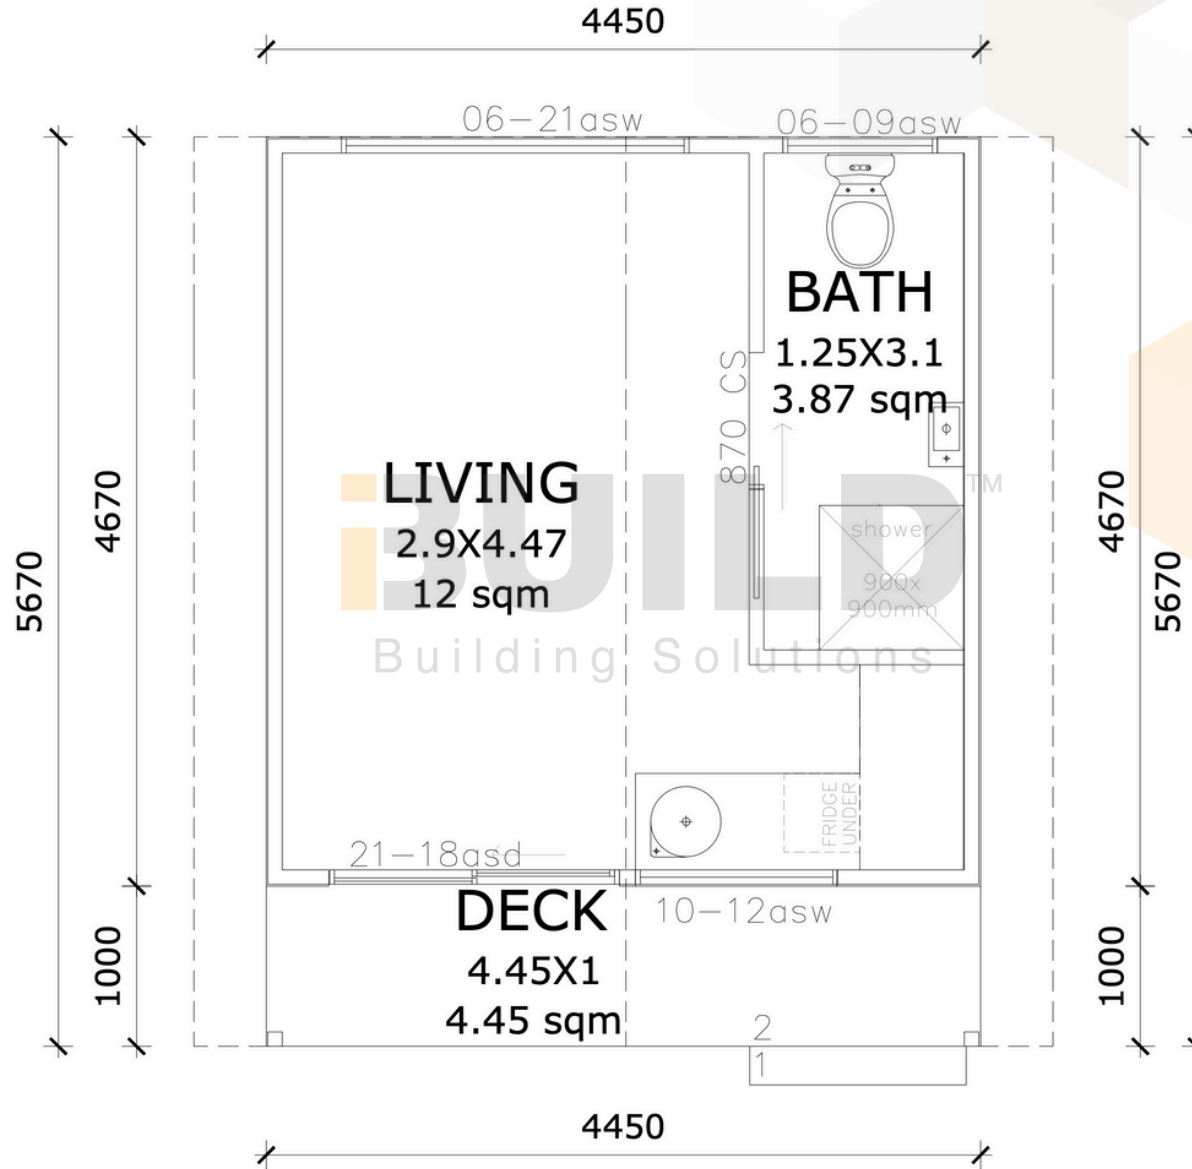 4450
06-21asw
06-09asw
BATH
1.25X3.1
3.87 sqm
870 CS
LIVING
2.9X4.47
12 sqm
iBUILD™
Building Solutions
shower
900x
900mm
4670
5670
4670
5670
FRIDGE
UNDER
21-18asd
10-12asw
DECK
4.45X1
4.45 sqm
1000
1000
2
1
4450